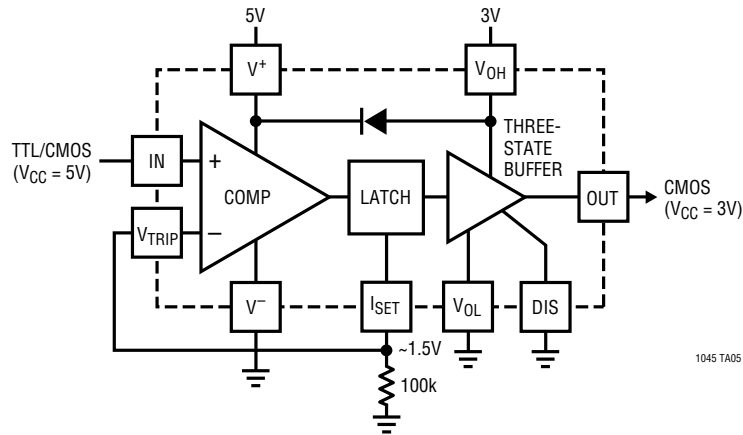 5V
3V
V+
VOH
THREE-
STATE
BUFFER
TTL/CMOS
(VCC = 5V)
IN
+
COMP
LATCH
OUT
CMOS
(VCC = 3V)
VTRIP
–
V–
ISET
VOL
DIS
~1.5V
100k
1045 TA05